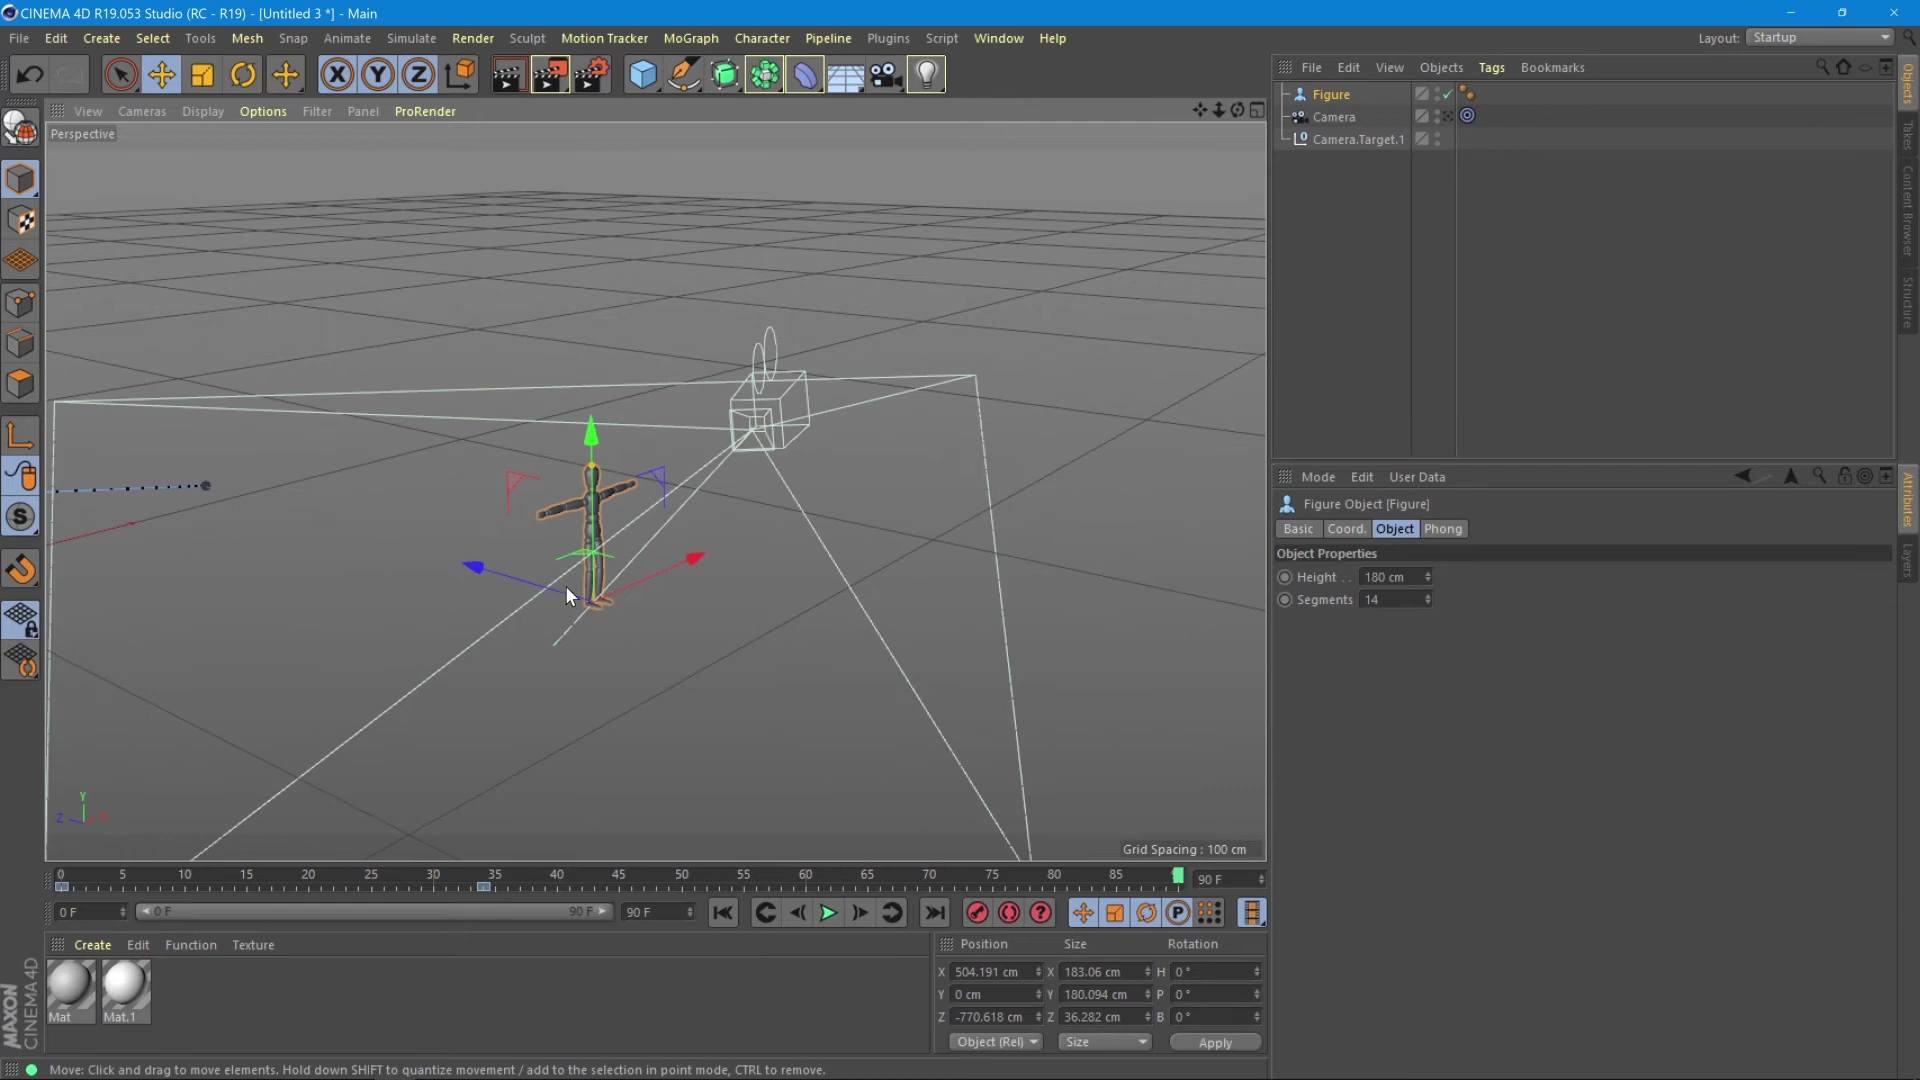 CINEMA 4D R19.053 Studio (RC - R19) - [Untitled 3 *] - Main
File Edit Create Select Tools Mesh Snap Animate Simulate Render Sculpt Motion Tracker MoGraph Character Pipeline Plugins Script Window Help
Layout: Startup
X Y Z
File Edit View Objects Tags Bookmarks
Figure
Camera
Camera.Target.1
Objects
Takes
Content Browser
Structure
View Cameras Display Options Filter Panel ProRender
Perspective
Y
Z
Grid Spacing : 100 cm
Mode Edit User Data
Figure Object [Figure]
Basic Coord. Object Phong
Object Properties
Height . . 180 cm
Segments 14
Attributes
Layers
0 5 10 15 20 25 30 35 40 45 50 55 60 65 70 75 80 85
90 F
0 F 0 F 90 F 90 F
P
Create Edit Function Texture
Mat Mat.1
MAXON
CINEMA 4D
Position Size Rotation
X 504.191 cm X 183.06 cm H 0 °
Y 0 cm Y 180.094 cm P 0 °
Z -770.618 cm Z 36.282 cm B 0 °
Object (Rel) Size Apply
Move: Click and drag to move elements. Hold down SHIFT to quantize movement / add to the selection in point mode, CTRL to remove.